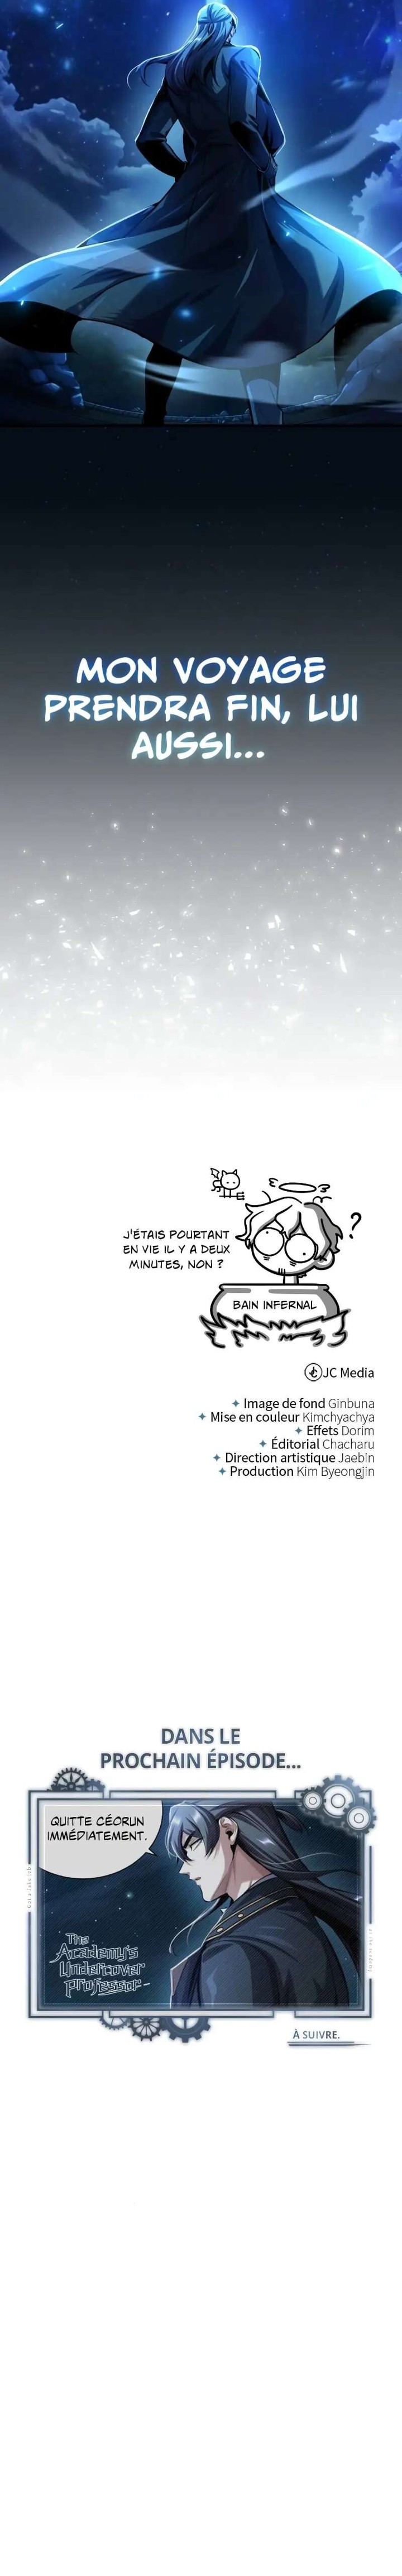 MON VOYAGE
PRENDRA FIN, LUI
AUSSI...
J'ÉTAIS POURTANT
EN VIE IL Y A DEUX
MINUTES, NON ?
?
BAIN INFERNAL
JC Media
Image de fond Ginbuna
Mise en couleur Kimchyachya
Effets Dorim
Éditorial Chacharu
Direction artistique Jaebin
Production Kim Byeongjin
DANS LE
PROCHAIN ÉPISODE...
QUITTE CÉORUN
IMMÉDIATEMENT.
The
Academy's
Undercover
Professor
À SUIVRE.